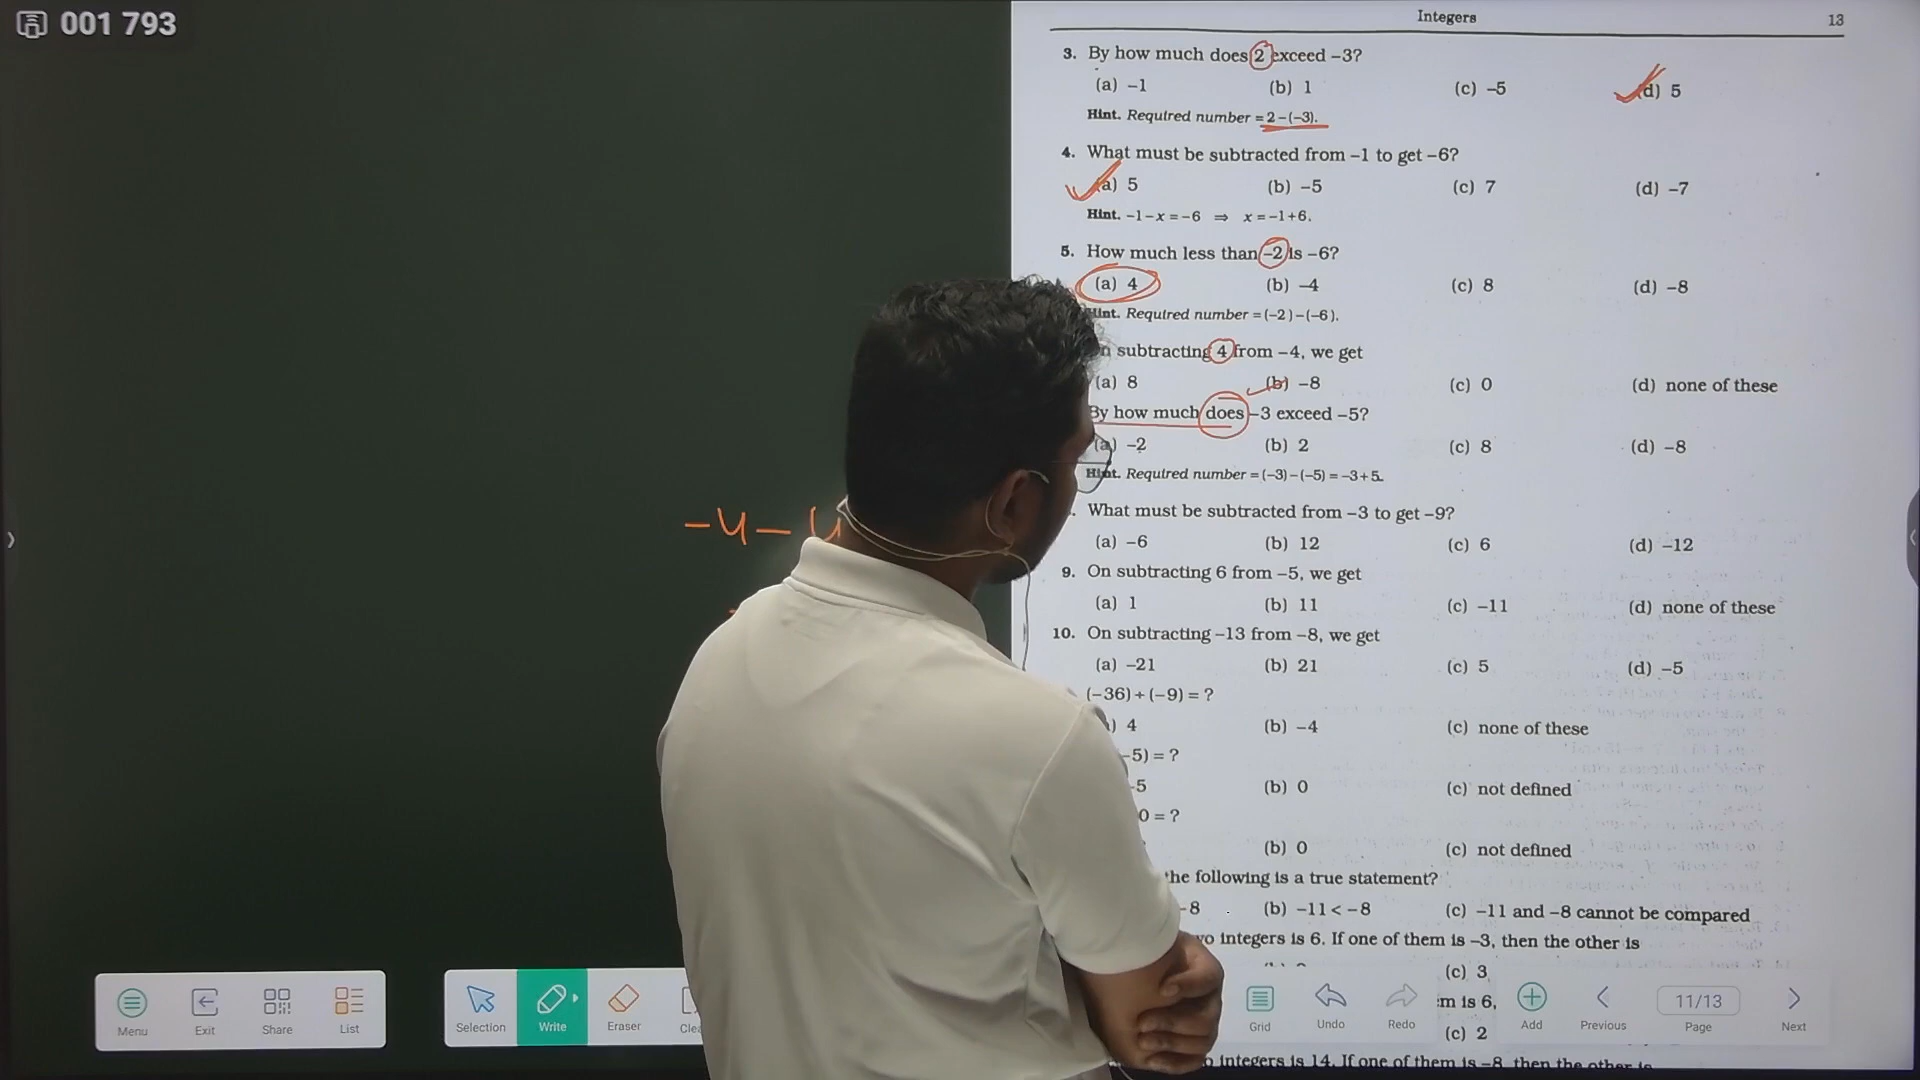 001 793
Integers 13
3. By how much does 2 exceed −3?
(a) −1 (b) 1 (c) −5 (d) 5
Hint. Required number = 2−(−3).
4. What must be subtracted from −1 to get −6?
(a) 5 (b) −5 (c) 7 (d) −7
Hint. −1−x = −6 ⇒ x = −1+6.
5. How much less than −2 is −6?
(a) 4 (b) −4 (c) 8 (d) −8
Hint. Required number = (−2)−(−6).
subtracting 4 from −4, we get
(a) 8 (b) −8 (c) 0 (d) none of these
By how much does −3 exceed −5?
(a) −2 (b) 2 (c) 8 (d) −8
Hint. Required number = (−3)−(−5) = −3+5.
−4−4
What must be subtracted from −3 to get −9?
(a) −6 (b) 12 (c) 6 (d) −12
9. On subtracting 6 from −5, we get
(a) 1 (b) 11 (c) −11 (d) none of these
10. On subtracting −13 from −8, we get
(a) −21 (b) 21 (c) 5 (d) −5
(−36) ÷ (−9) = ?
4 (b) −4 (c) none of these
−5) = ?
5 (b) 0 (c) not defined
0 = ?
(b) 0 (c) not defined
the following is a true statement?
−8 (b) −11 < −8 (c) −11 and −8 cannot be compared
integers is 6. If one of them is −3, then the other is
(c) 3
is 6,
(c) 2
integers is 14. If one of them is −8, then the other is
Menu Exit Share List Selection Write Eraser Grid Undo Redo Add Previous 11/13 Page Next